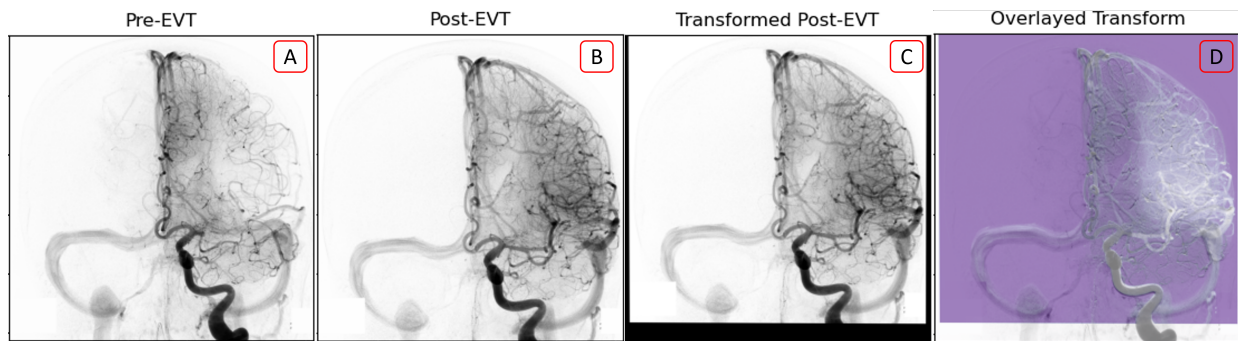 Pre-EVT
Post-EVT
Transformed Post-EVT
Overlayed Transform
A
B
C
D